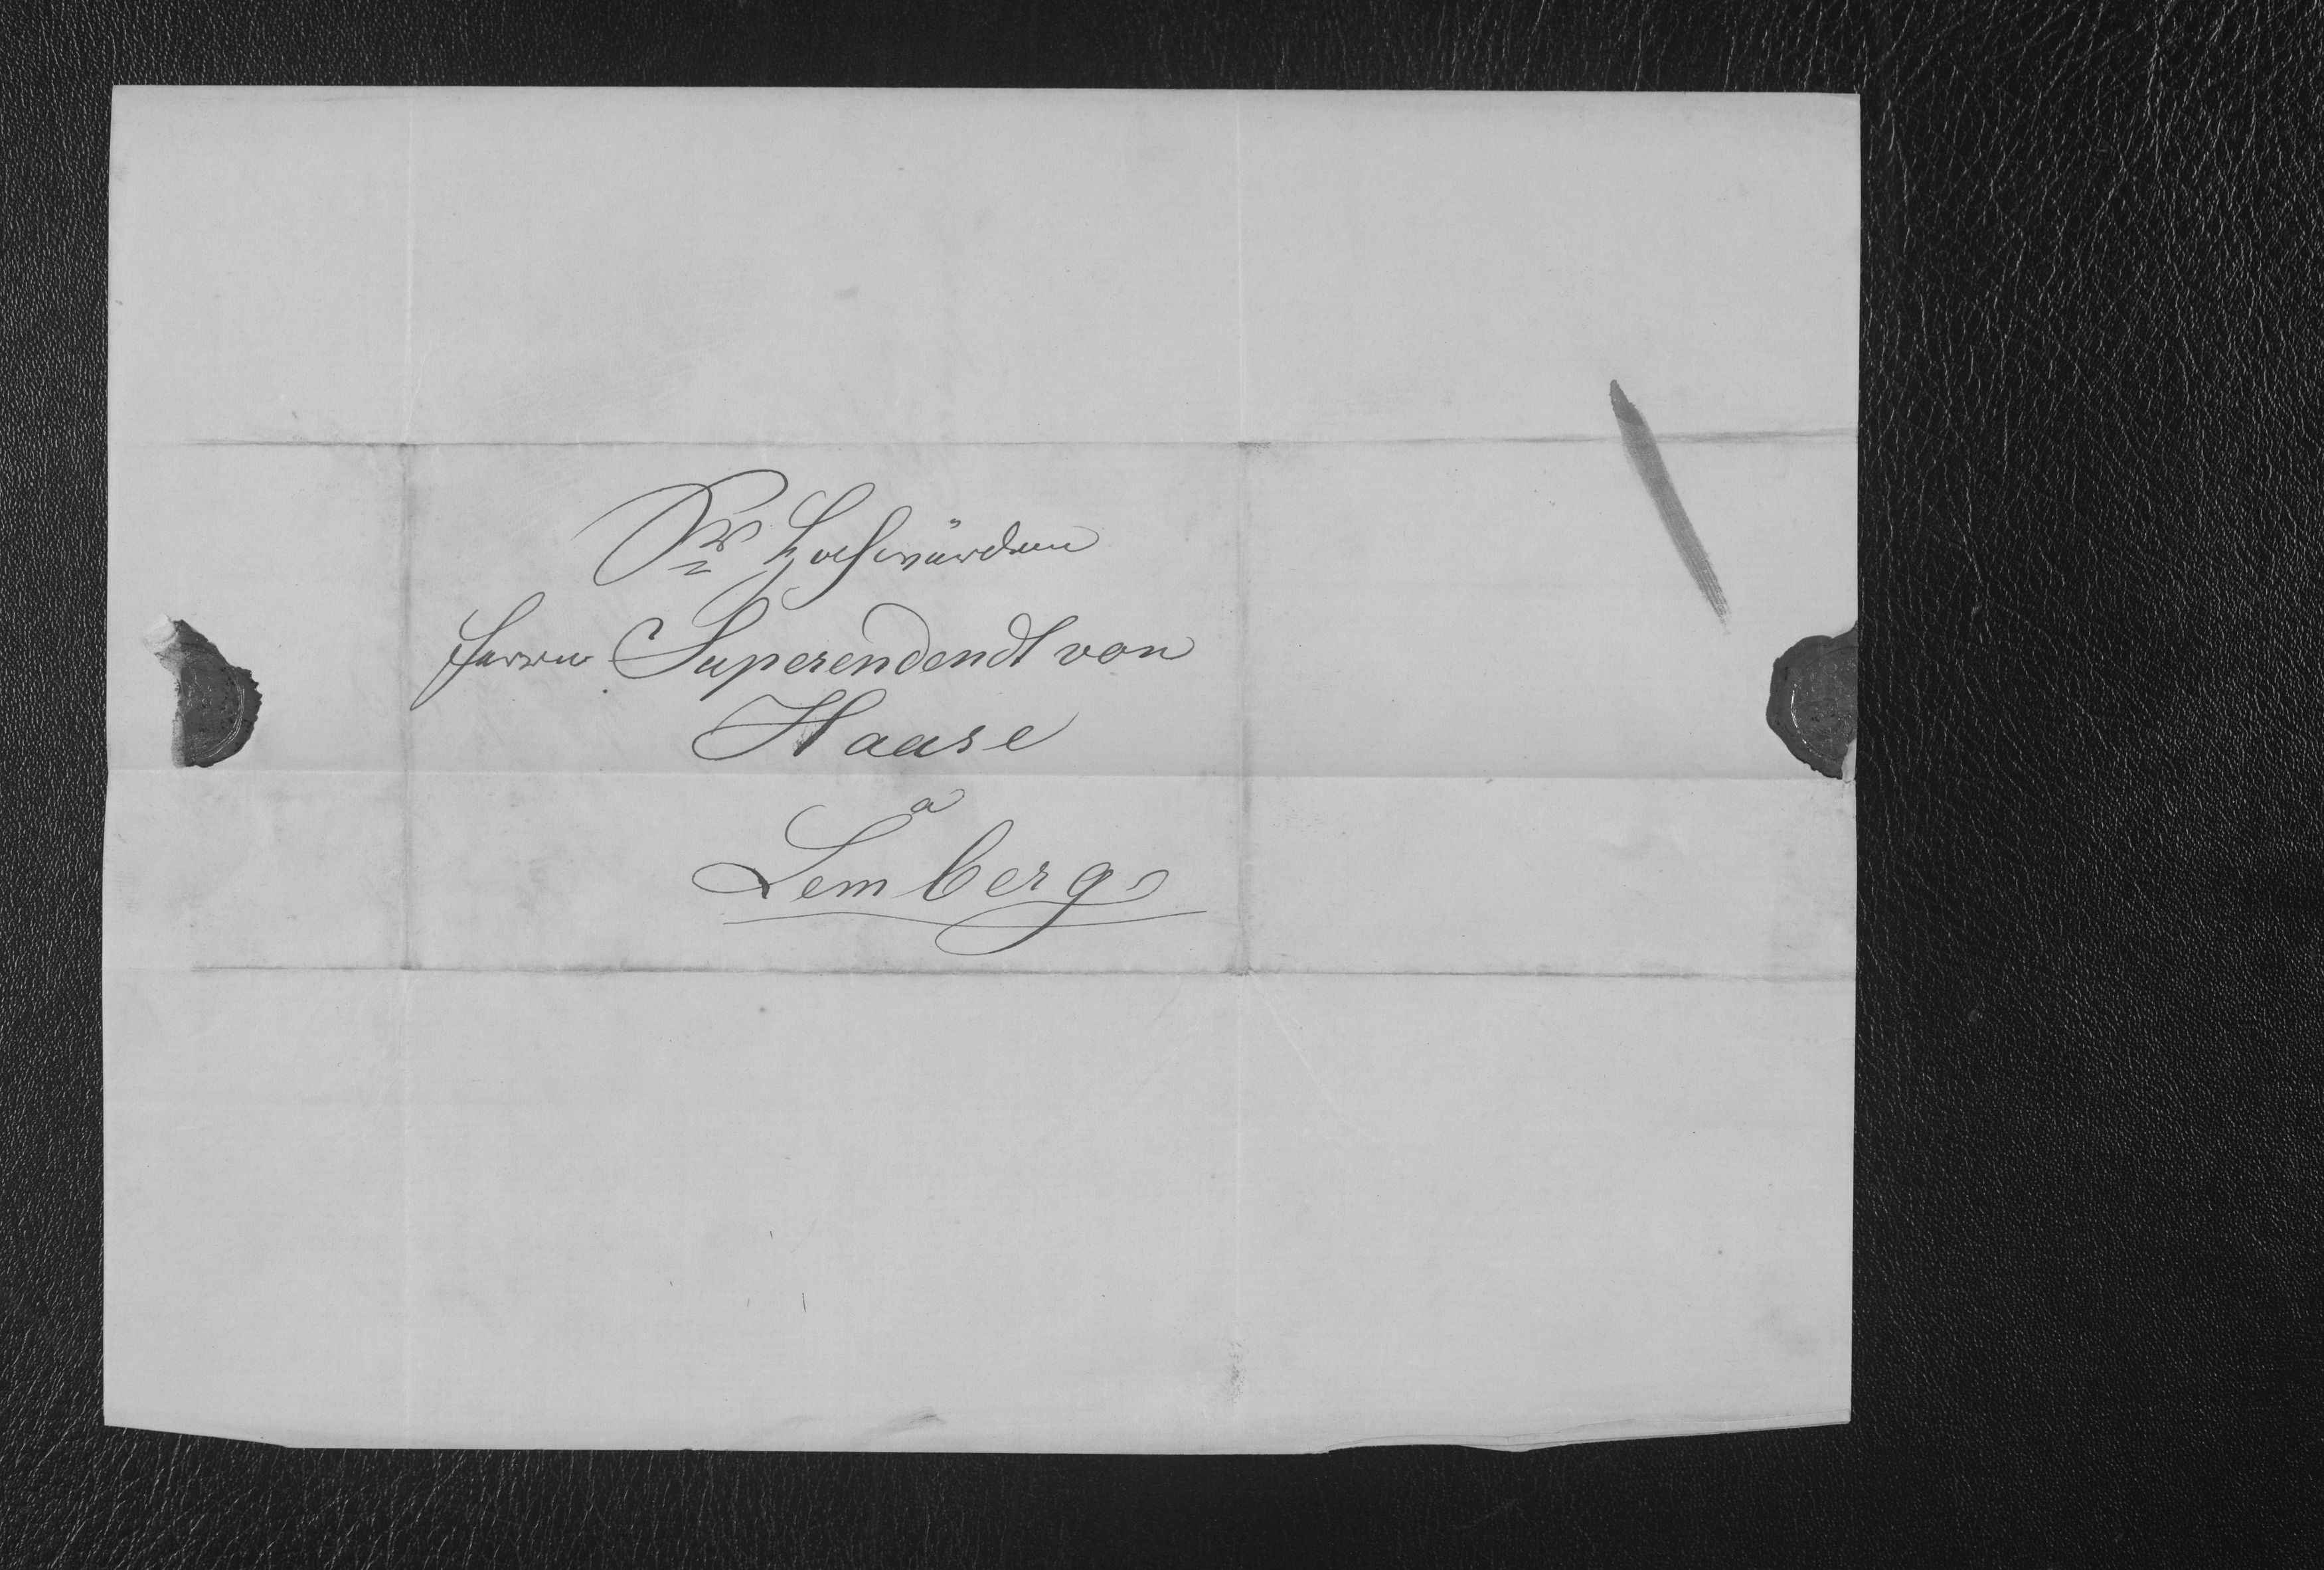 Sr Hochwürden
Herrn Superendendt von
Haase
a
Lemberg